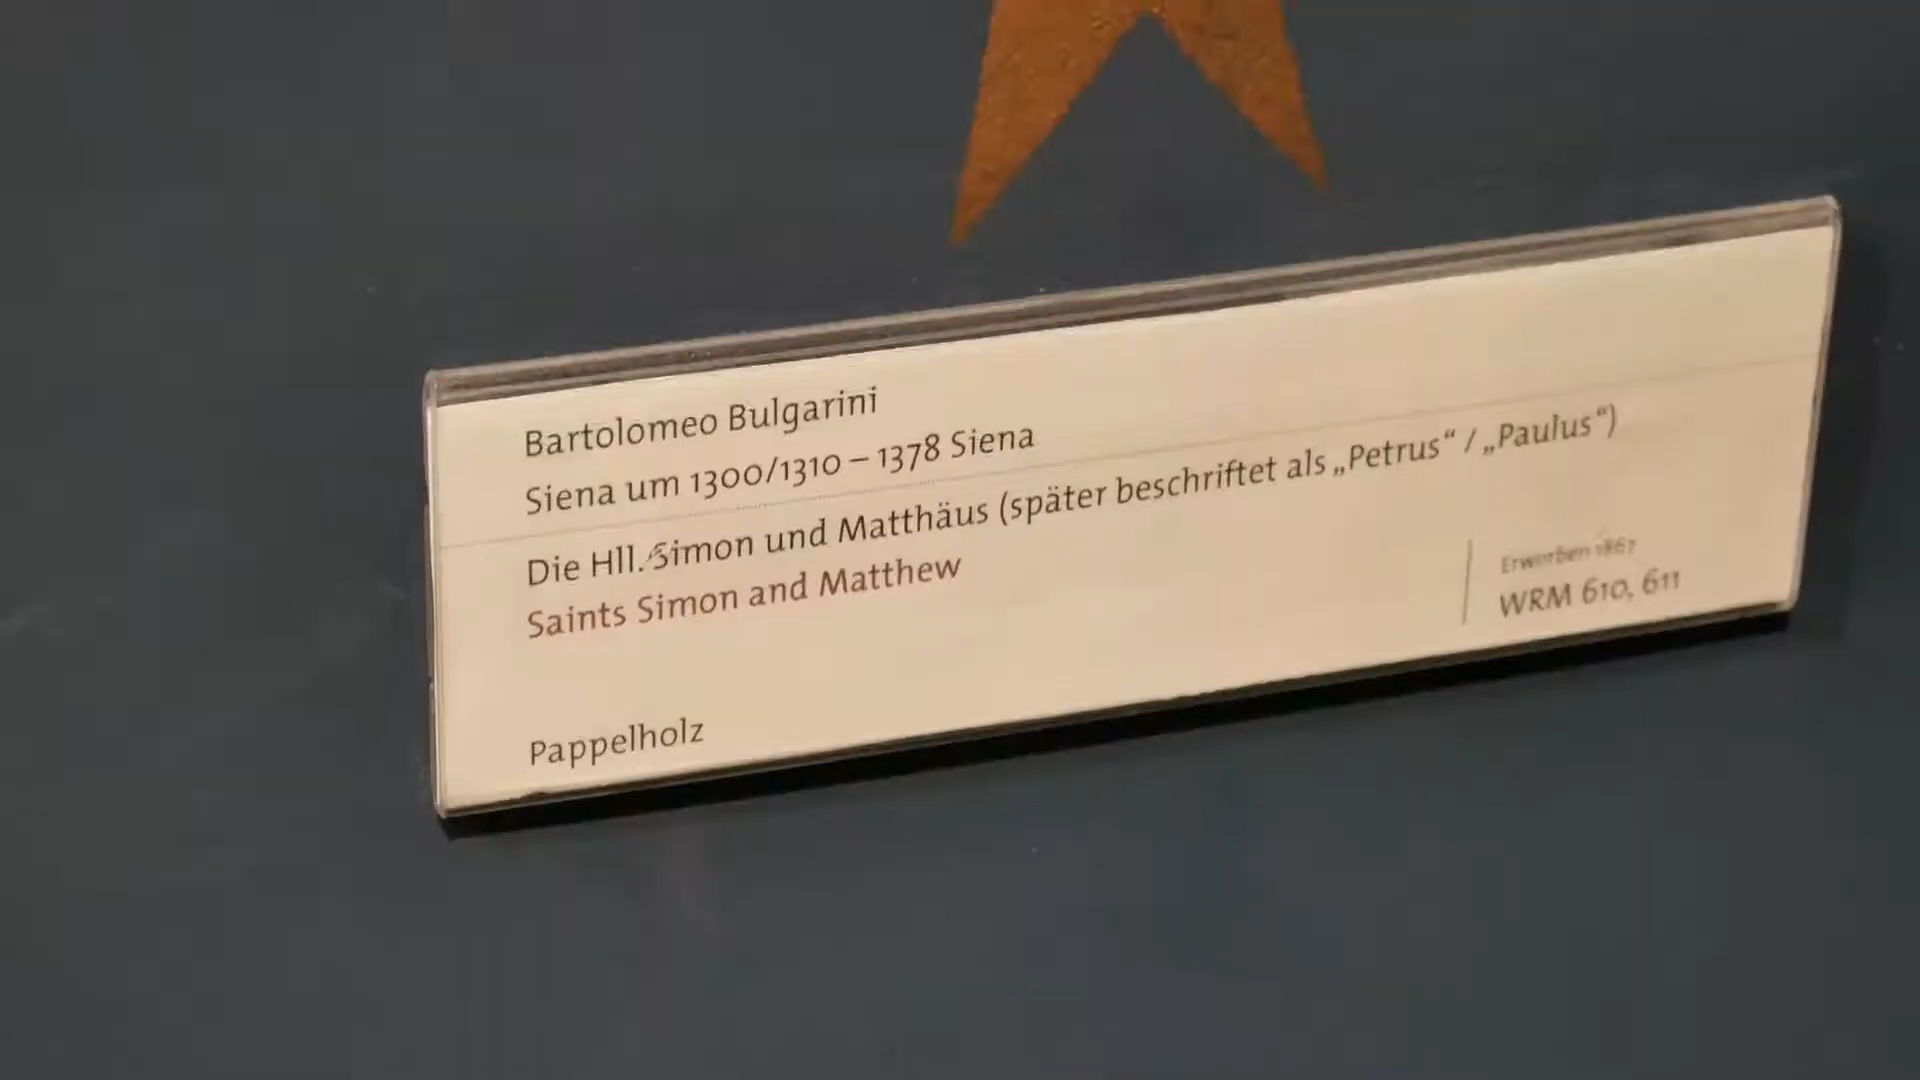 Bartolomeo Bulgarini
Siena um 1300/1310 – 1378 Siena
Die Hll. Simon und Matthäus (später beschriftet als „Petrus“ / „Paulus“)
Saints Simon and Matthew
Erworben 1867
WRM 610, 611
Pappelholz